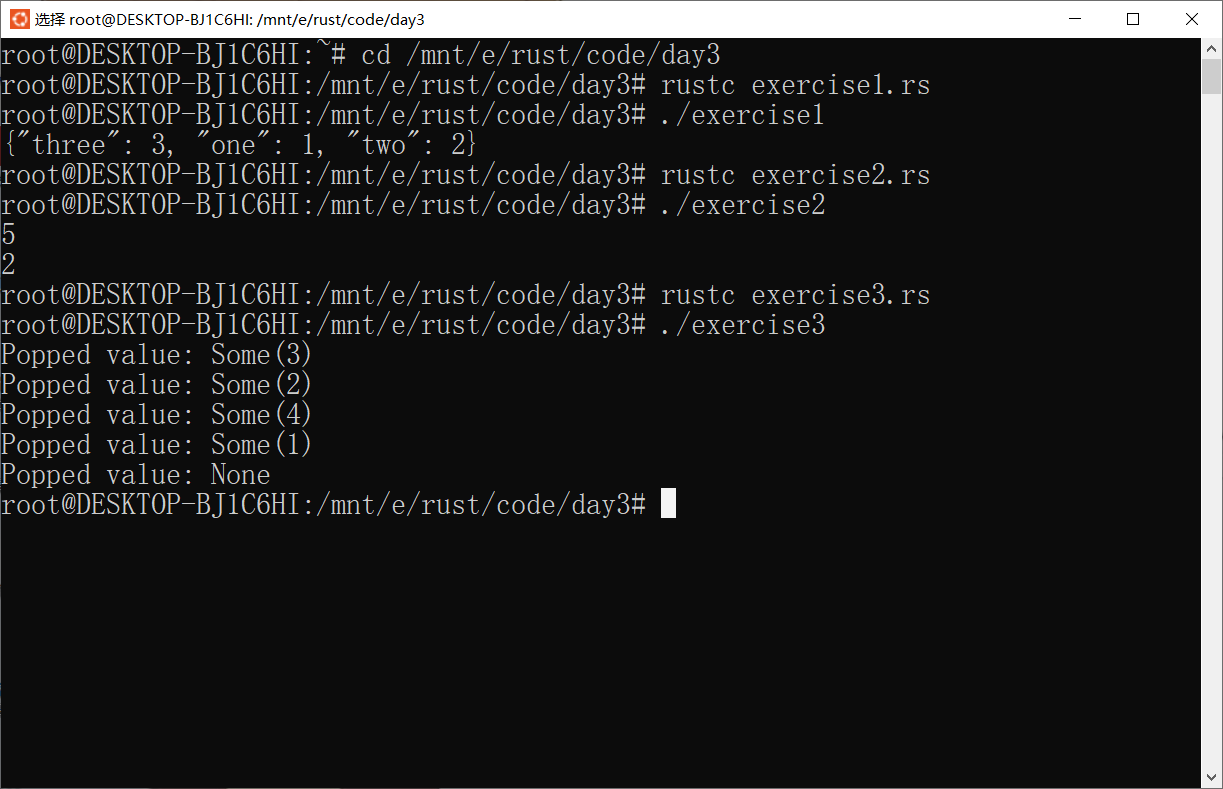 选择 root@DESKTOP-BJ1C6HI: /mnt/e/rust/code/day3
root@DESKTOP-BJ1C6HI:~# cd /mnt/e/rust/code/day3
root@DESKTOP-BJ1C6HI:/mnt/e/rust/code/day3# rustc exercise1.rs
root@DESKTOP-BJ1C6HI:/mnt/e/rust/code/day3# ./exercise1
{"three": 3, "one": 1, "two": 2}
root@DESKTOP-BJ1C6HI:/mnt/e/rust/code/day3# rustc exercise2.rs
root@DESKTOP-BJ1C6HI:/mnt/e/rust/code/day3# ./exercise2
5
2
root@DESKTOP-BJ1C6HI:/mnt/e/rust/code/day3# rustc exercise3.rs
root@DESKTOP-BJ1C6HI:/mnt/e/rust/code/day3# ./exercise3
Popped value: Some(3)
Popped value: Some(2)
Popped value: Some(4)
Popped value: Some(1)
Popped value: None
root@DESKTOP-BJ1C6HI:/mnt/e/rust/code/day3#